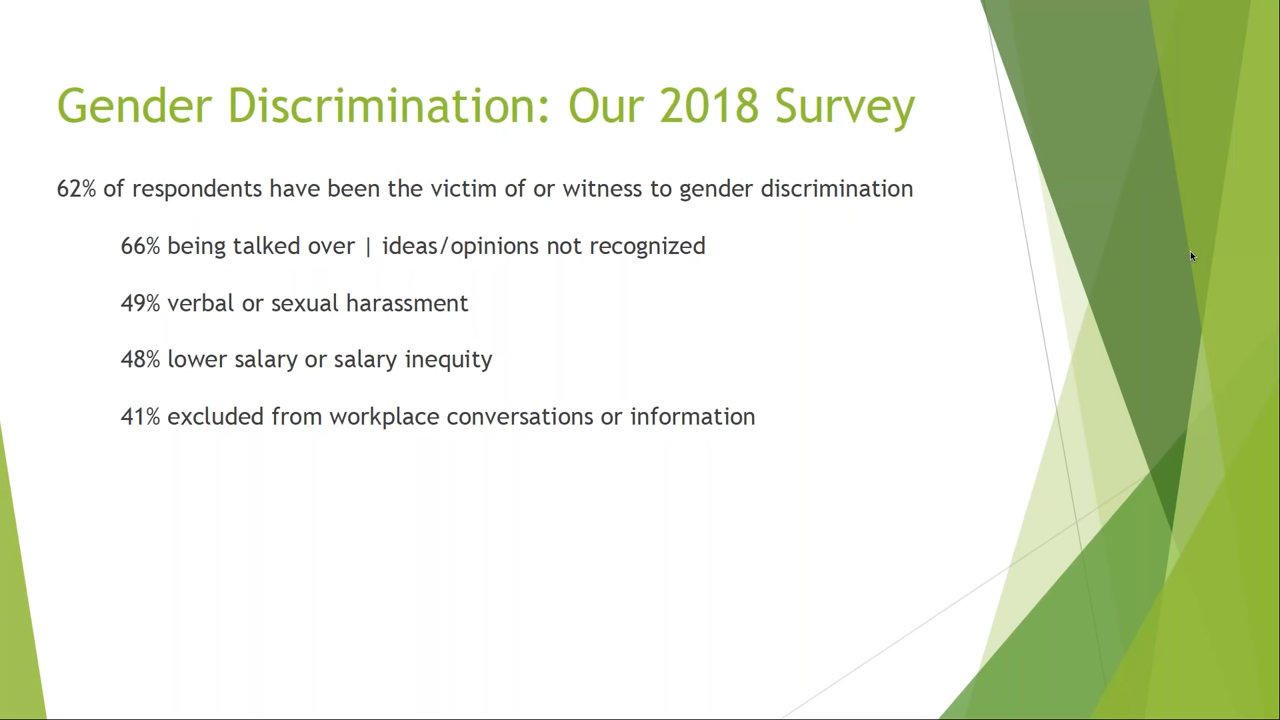 Gender Discrimination: Our 2018 Survey
62% of respondents have been the victim of or witness to gender discrimination
66% being talked over | ideas/opinions not recognized
49% verbal or sexual harassment
48% lower salary or salary inequity
41% excluded from workplace conversations or information